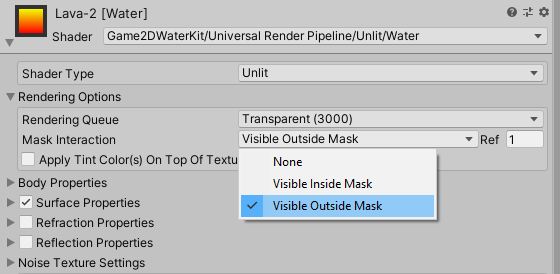 Lava-2 [Water]
Shader Game2DWaterKit/Universal Render Pipeline/Unlit/Water
Shader Type Unlit
Rendering Options
Rendering Queue Transparent (3000)
Mask Interaction Visible Outside Mask Ref 1
Apply Tint Color(s) On Top Of Textu
None
Body Properties Visible Inside Mask
Surface Properties Visible Outside Mask
Refraction Properties
Reflection Properties
Noise Texture Settings